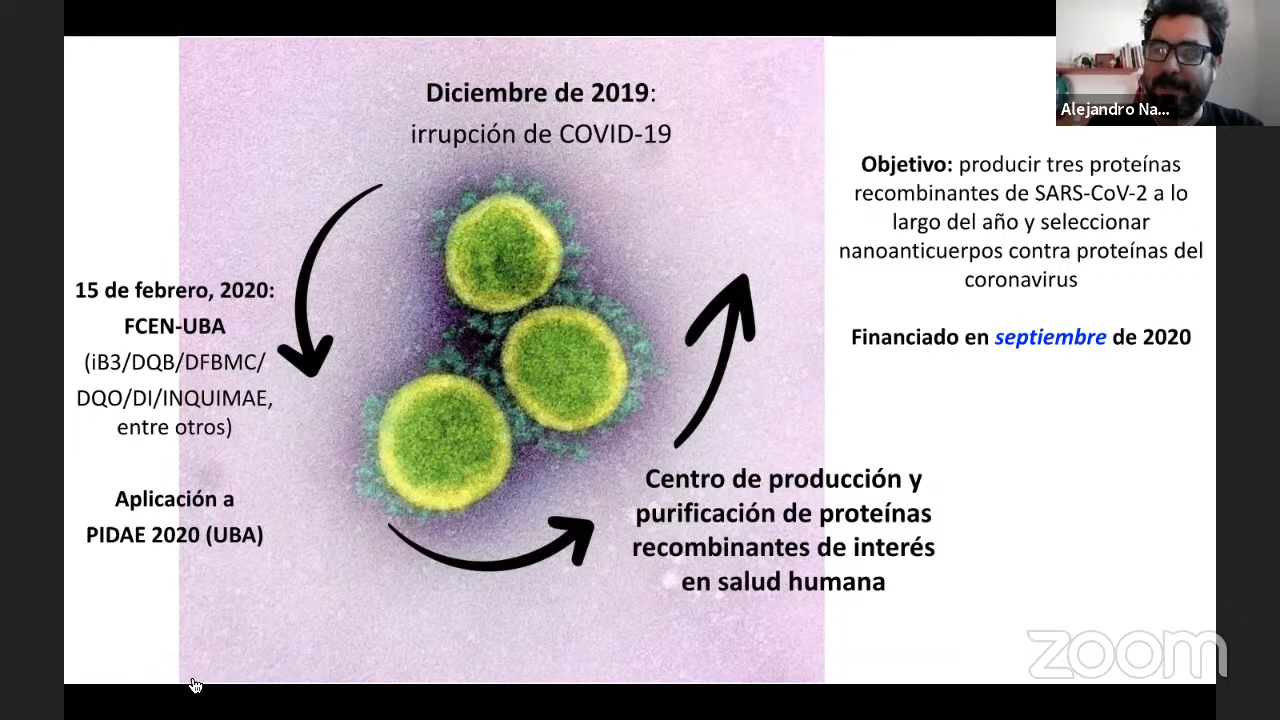 Diciembre de 2019:
irrupción de COVID-19
Alejandro Na...
Objetivo: producir tres proteínas
recombinantes de SARS-CoV-2 a lo
largo del año y seleccionar
nanoanticuerpos contra proteínas del
coronavirus
Financiado en septiembre de 2020
15 de febrero, 2020:
FCEN-UBA
(iB3/DQB/DFBMC/
DQO/DI/INQUIMAE,
entre otros)
Aplicación a
PIDAE 2020 (UBA)
Centro de producción y
purificación de proteínas
recombinantes de interés
en salud humana
zoom